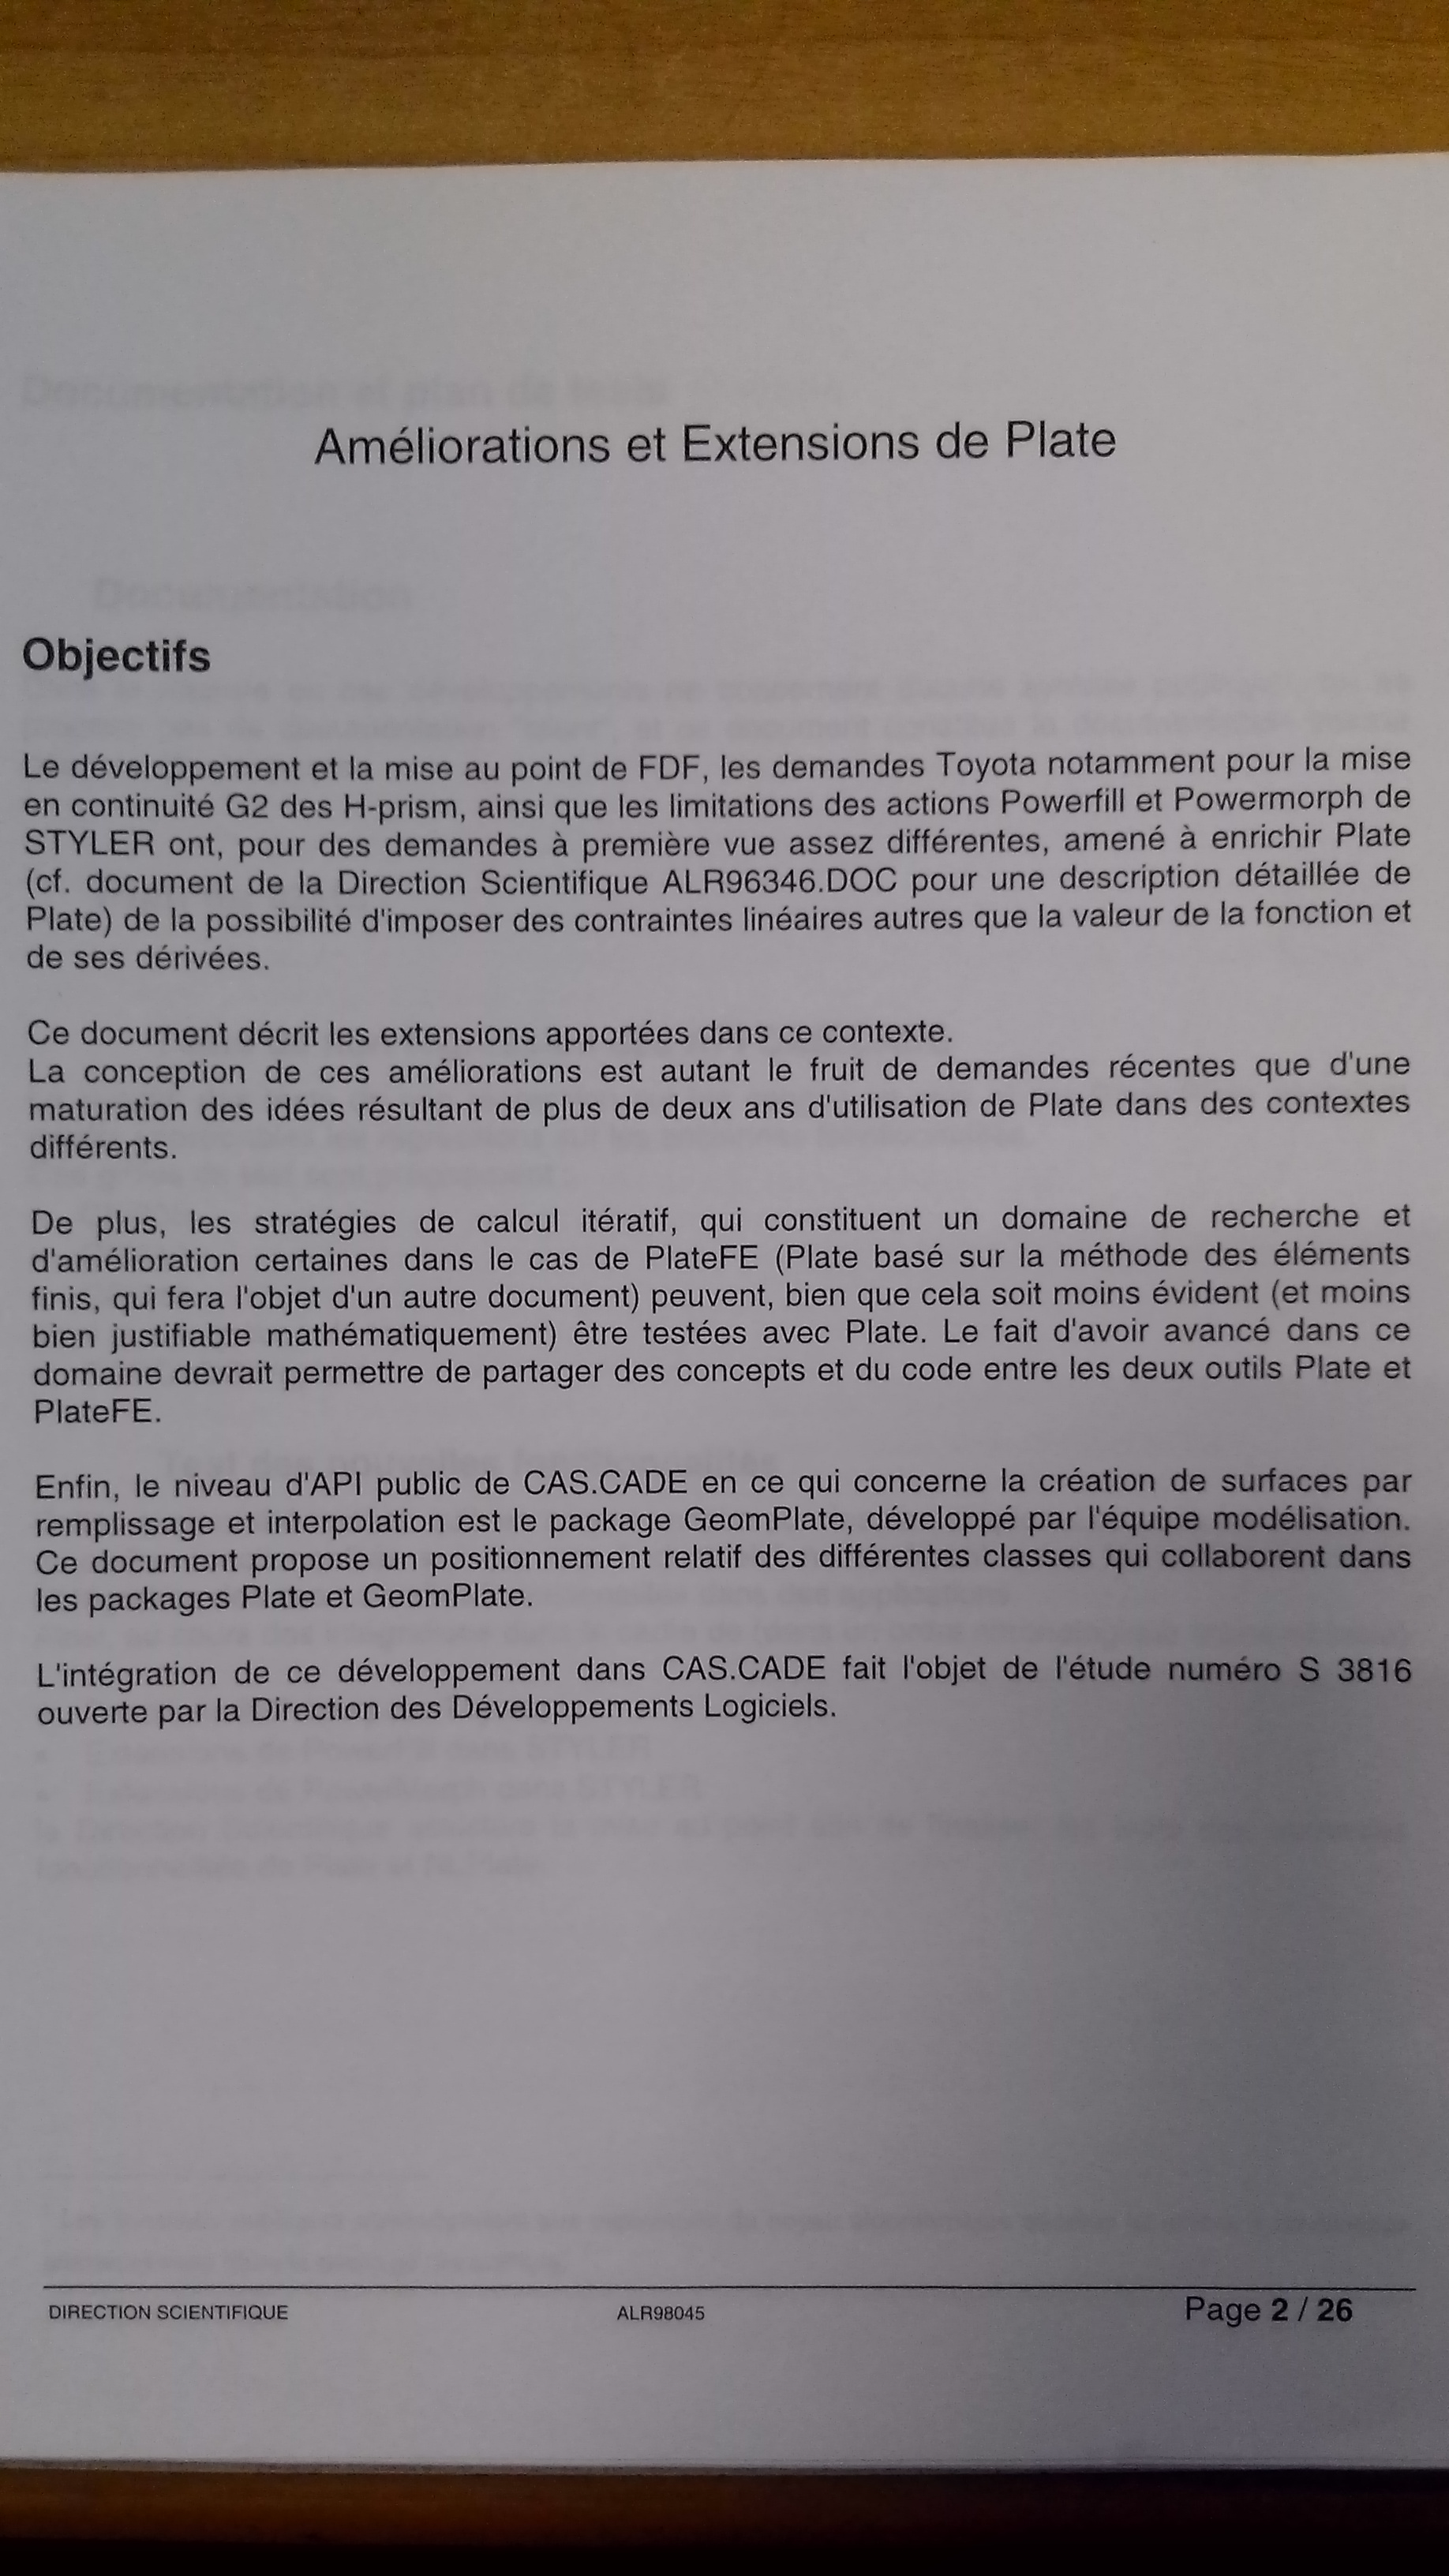 Améliorations et Extensions de Plate
Objectifs
Le développement et la mise au point de FDF, les demandes Toyota notamment pour la mise
en continuité G2 des H-prism, ainsi que les limitations des actions Powerfill et Powermorph de
STYLER ont, pour des demandes à première vue assez différentes, amené à enrichir Plate
(cf. document de la Direction Scientifique ALR96346.DOC pour une description détaillée de
Plate) de la possibilité d'imposer des contraintes linéaires autres que la valeur de la fonction et
de ses dérivées.
Ce document décrit les extensions apportées dans ce contexte.
La conception de ces améliorations est autant le fruit de demandes récentes que d'une
maturation des idées résultant de plus de deux ans d'utilisation de Plate dans des contextes
différents.
De plus, les stratégies de calcul itératif, qui constituent un domaine de recherche et
d'amélioration certaines dans le cas de PlateFE (Plate basé sur la méthode des éléments
finis, qui fera l'objet d'un autre document) peuvent, bien que cela soit moins évident (et moins
bien justifiable mathématiquement) être testées avec Plate. Le fait d'avoir avancé dans ce
domaine devrait permettre de partager des concepts et du code entre les deux outils Plate et
PlateFE.
Enfin, le niveau d'API public de CAS.CADE en ce qui concerne la création de surfaces par
remplissage et interpolation est le package GeomPlate, développé par l'équipe modélisation.
Ce document propose un positionnement relatif des différentes classes qui collaborent dans
les packages Plate et GeomPlate.
L'intégration de ce développement dans CAS.CADE fait l'objet de l'étude numéro S 3816
ouverte par la Direction des Développements Logiciels.
DIRECTION SCIENTIFIQUE ALR98045 Page 2 / 26